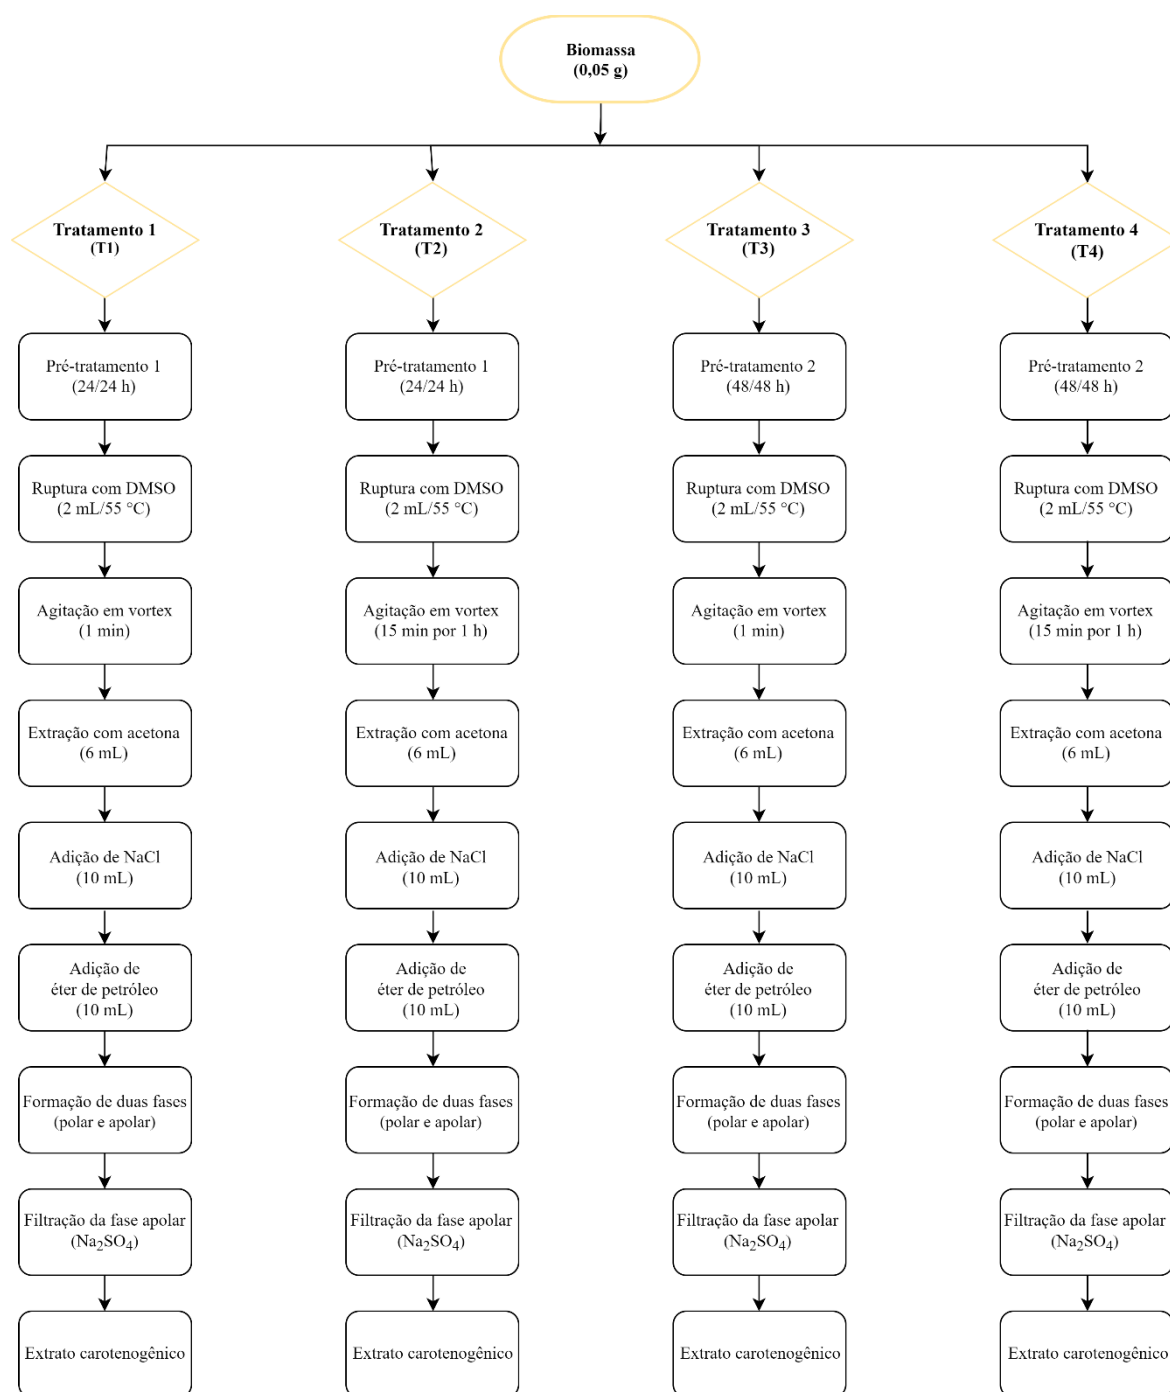 Biomassa
(0,05 g)
Tratamento 1
(T1)
Pré-tratamento 1
(24/24 h)
Ruptura com DMSO
(2 mL/55 °C)
Agitação em vortex
(1 min)
Extração com acetona
(6 mL)
Adição de NaCl
(10 mL)
Adição de
éter de petróleo
(10 mL)
Formação de duas fases
(polar e apolar)
Filtração da fase apolar
(Na₂SO₄)
Extrato carotenogênico
Tratamento 2
(T2)
Pré-tratamento 1
(24/24 h)
Ruptura com DMSO
(2 mL/55 °C)
Agitação em vortex
(15 min por 1 h)
Extração com acetona
(6 mL)
Adição de NaCl
(10 mL)
Adição de
éter de petróleo
(10 mL)
Formação de duas fases
(polar e apolar)
Filtração da fase apolar
(Na₂SO₄)
Extrato carotenogênico
Tratamento 3
(T3)
Pré-tratamento 2
(48/48 h)
Ruptura com DMSO
(2 mL/55 °C)
Agitação em vortex
(1 min)
Extração com acetona
(6 mL)
Adição de NaCl
(10 mL)
Adição de
éter de petróleo
(10 mL)
Formação de duas fases
(polar e apolar)
Filtração da fase apolar
(Na₂SO₄)
Extrato carotenogênico
Tratamento 4
(T4)
Pré-tratamento 2
(48/48 h)
Ruptura com DMSO
(2 mL/55 °C)
Agitação em vortex
(15 min por 1 h)
Extração com acetona
(6 mL)
Adição de NaCl
(10 mL)
Adição de
éter de petróleo
(10 mL)
Formação de duas fases
(polar e apolar)
Filtração da fase apolar
(Na₂SO₄)
Extrato carotenogênico